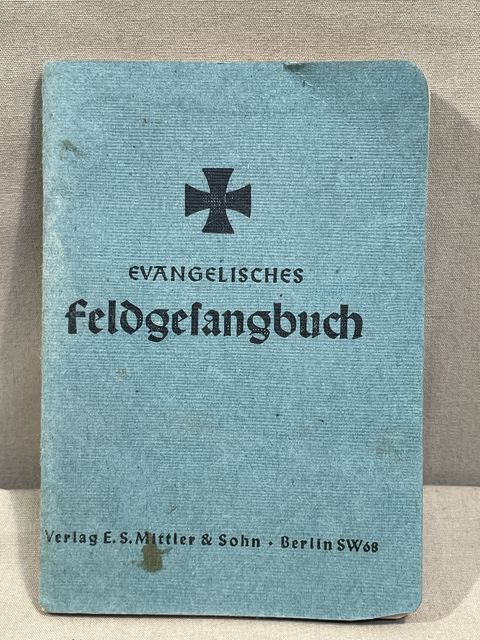 EVANGELISCHES
Feldgeſangbuch
Verlag E. S. Mittler & Sohn · Berlin SW68